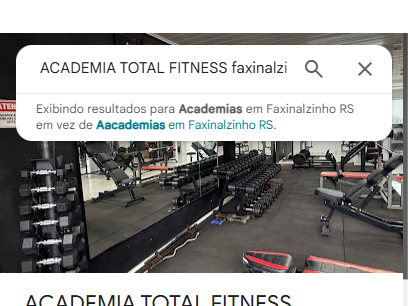 ACADEMIA TOTAL FITNESS faxinalzi
Exibindo resultados para Academias em Faxinalzinho RS
em vez de Aacademias em Faxinalzinho RS.
ACADEMIA TOTAL FITNESS